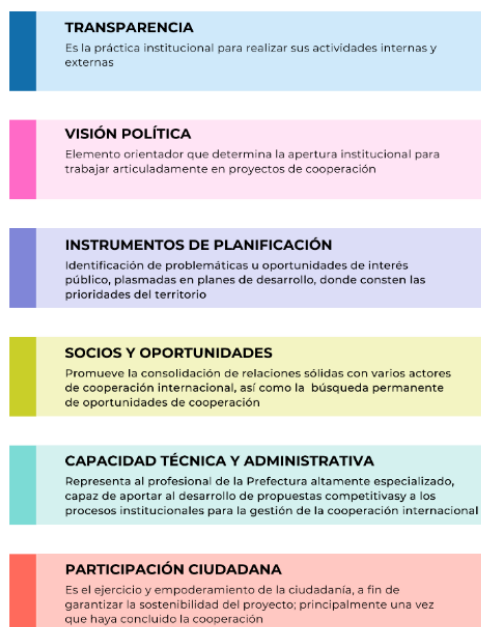 TRANSPARENCIA
Es la práctica institucional para realizar sus actividades internas y
externas
VISIÓN POLÍTICA
Elemento orientador que determina la apertura institucional para
trabajar articuladamente en proyectos de cooperación
INSTRUMENTOS DE PLANIFICACIÓN
Identificación de problemáticas u oportunidades de interés
público, plasmadas en planes de desarrollo, donde consten las
prioridades del territorio
SOCIOS Y OPORTUNIDADES
Promueve la consolidación de relaciones sólidas con varios actores
de cooperación internacional, así como la búsqueda permanente
de oportunidades de cooperación
CAPACIDAD TÉCNICA Y ADMINISTRATIVA
Representa al profesional de la Prefectura altamente especializado,
capaz de aportar al desarrollo de propuestas competitivasy a los
procesos institucionales para la gestión de la cooperación internacional
PARTICIPACIÓN CIUDADANA
Es el ejercicio y empoderamiento de la ciudadanía, a fin de
garantizar la sostenibilidad del proyecto; principalmente una vez
que haya concluido la cooperación